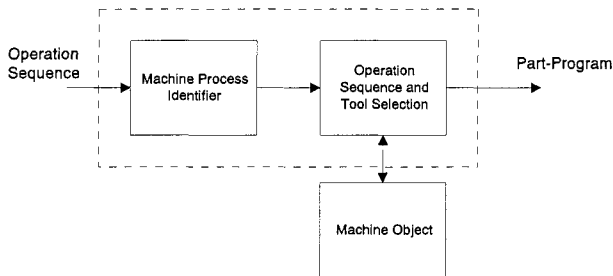 Operation
Sequence
Machine Process
Identifier
Operation
Sequence and
Tool Selection
Part-Program
Machine Object